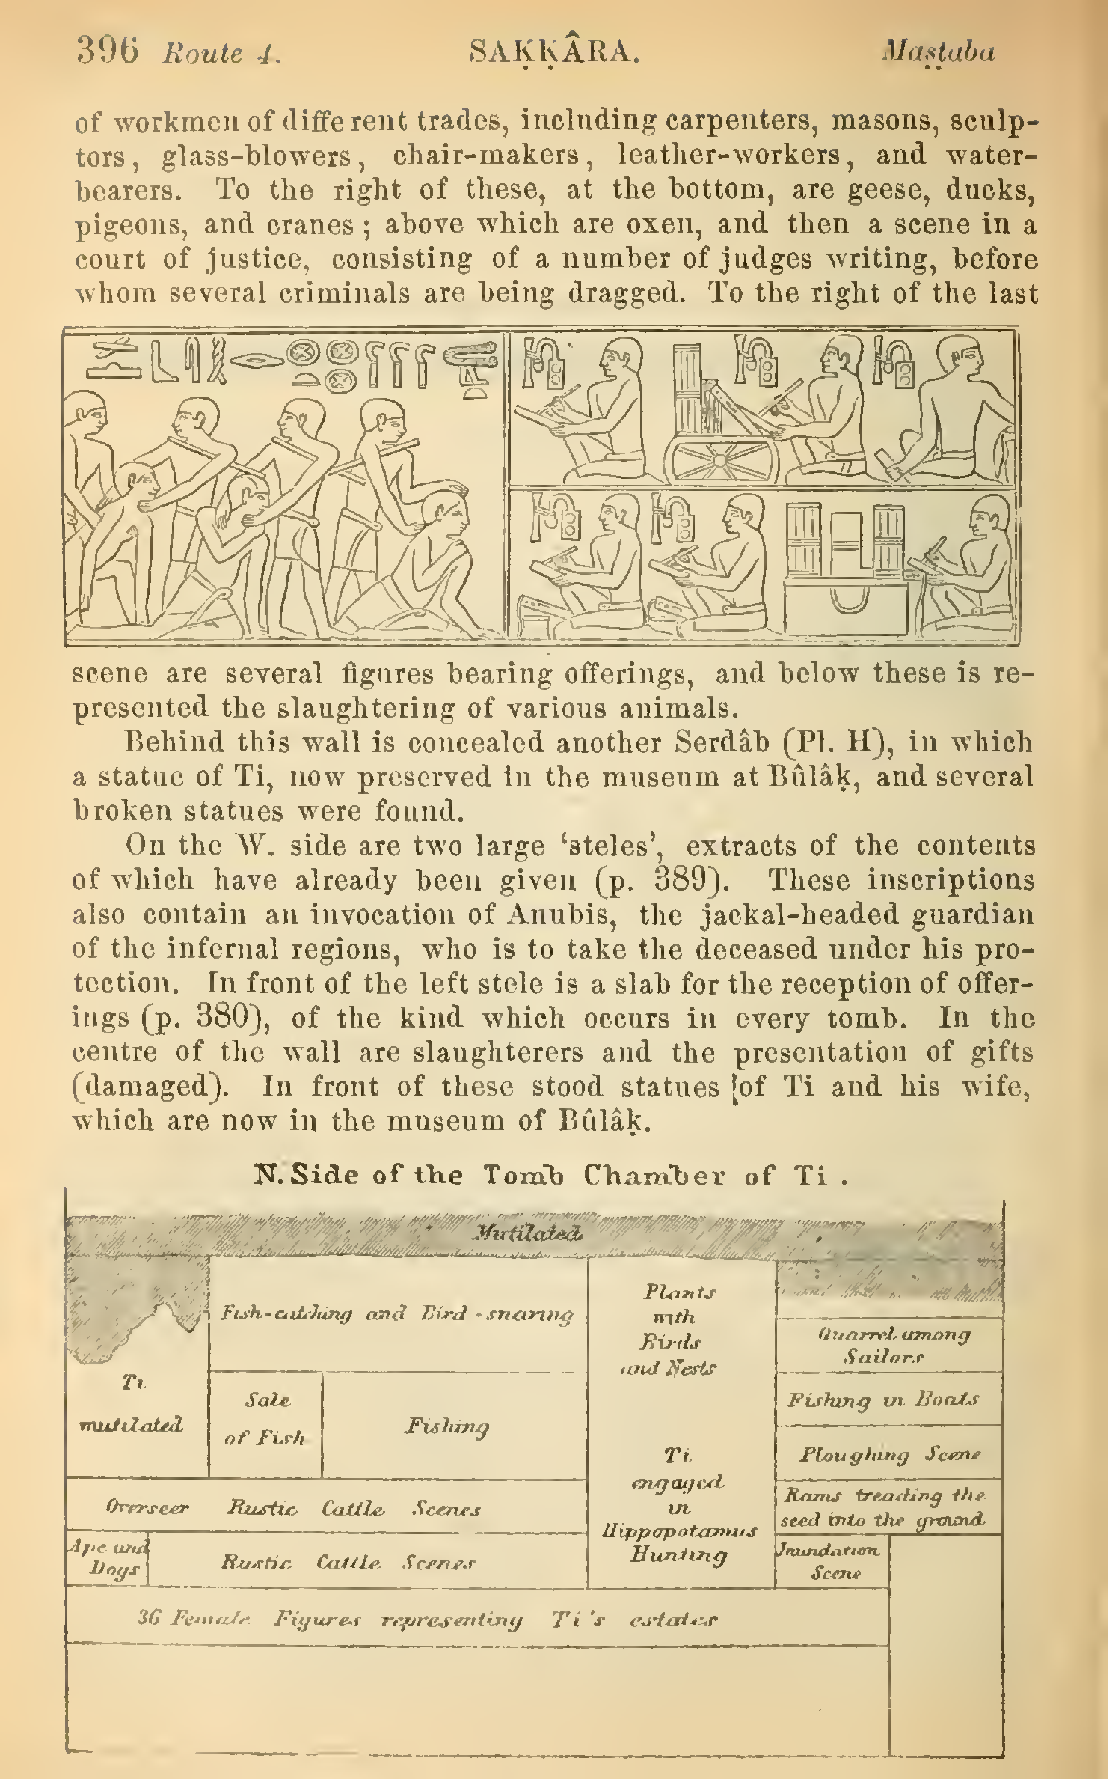 396 Route 4. SAḲḲÂRA. Maṣṭaba
of workmen of different trades, including carpenters, masons, sculp-
tors, glass-blowers, chair-makers, leather-workers, and water-
bearers. To the right of these, at the bottom, are geese, ducks,
pigeons, and cranes; above which are oxen, and then a scene in a
court of justice, consisting of a number of judges writing, before
whom several criminals are being dragged. To the right of the last
scene are several figures bearing offerings, and below these is re-
presented the slaughtering of various animals.
Behind this wall is concealed another Serdâb (Pl. H), in which
a statue of Ti, now preserved in the museum at Bûlâḳ, and several
broken statues were found.
On the W. side are two large ‘steles’, extracts of the contents
of which have already been given (p. 389). These inscriptions
also contain an invocation of Anubis, the jackal-headed guardian
of the infernal regions, who is to take the deceased under his pro-
tection. In front of the left stele is a slab for the reception of offer-
ings (p. 380), of the kind which occurs in every tomb. In the
centre of the wall are slaughterers and the presentation of gifts
(damaged). In front of these stood statues [of Ti and his wife,
which are now in the museum of Bûlâḳ.
N. Side of the Tomb Chamber of Ti.
Mutilated
Ti
mutilated
Fish-catching and Bird-snaring
Sale
of Fish
Fishing
Overseer Rustic Cattle Scenes
Ape and
Dogs
Rustic Cattle Scenes
Plants
with
Birds
and Nests
Ti
engaged
in
Hippopotamus
Hunting
Quarrel among
Sailors
Fishing in Boats
Ploughing Scene
Rams treading the
seed into the ground
Inundation
Scene
36 Female Figures representing Ti's estates